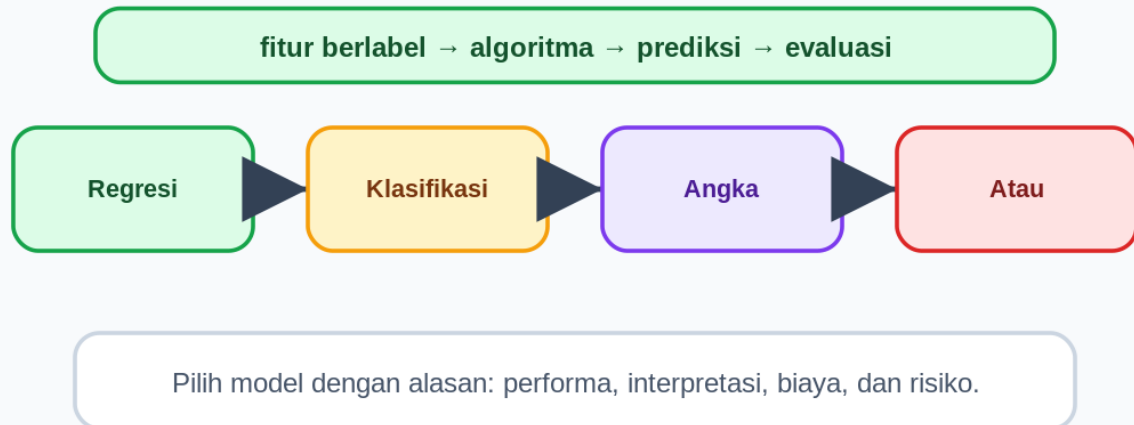 fitur berlabel → algoritma → prediksi → evaluasi
Regresi
Klasifikasi
Angka
Atau
Pilih model dengan alasan: performa, interpretasi, biaya, dan risiko.